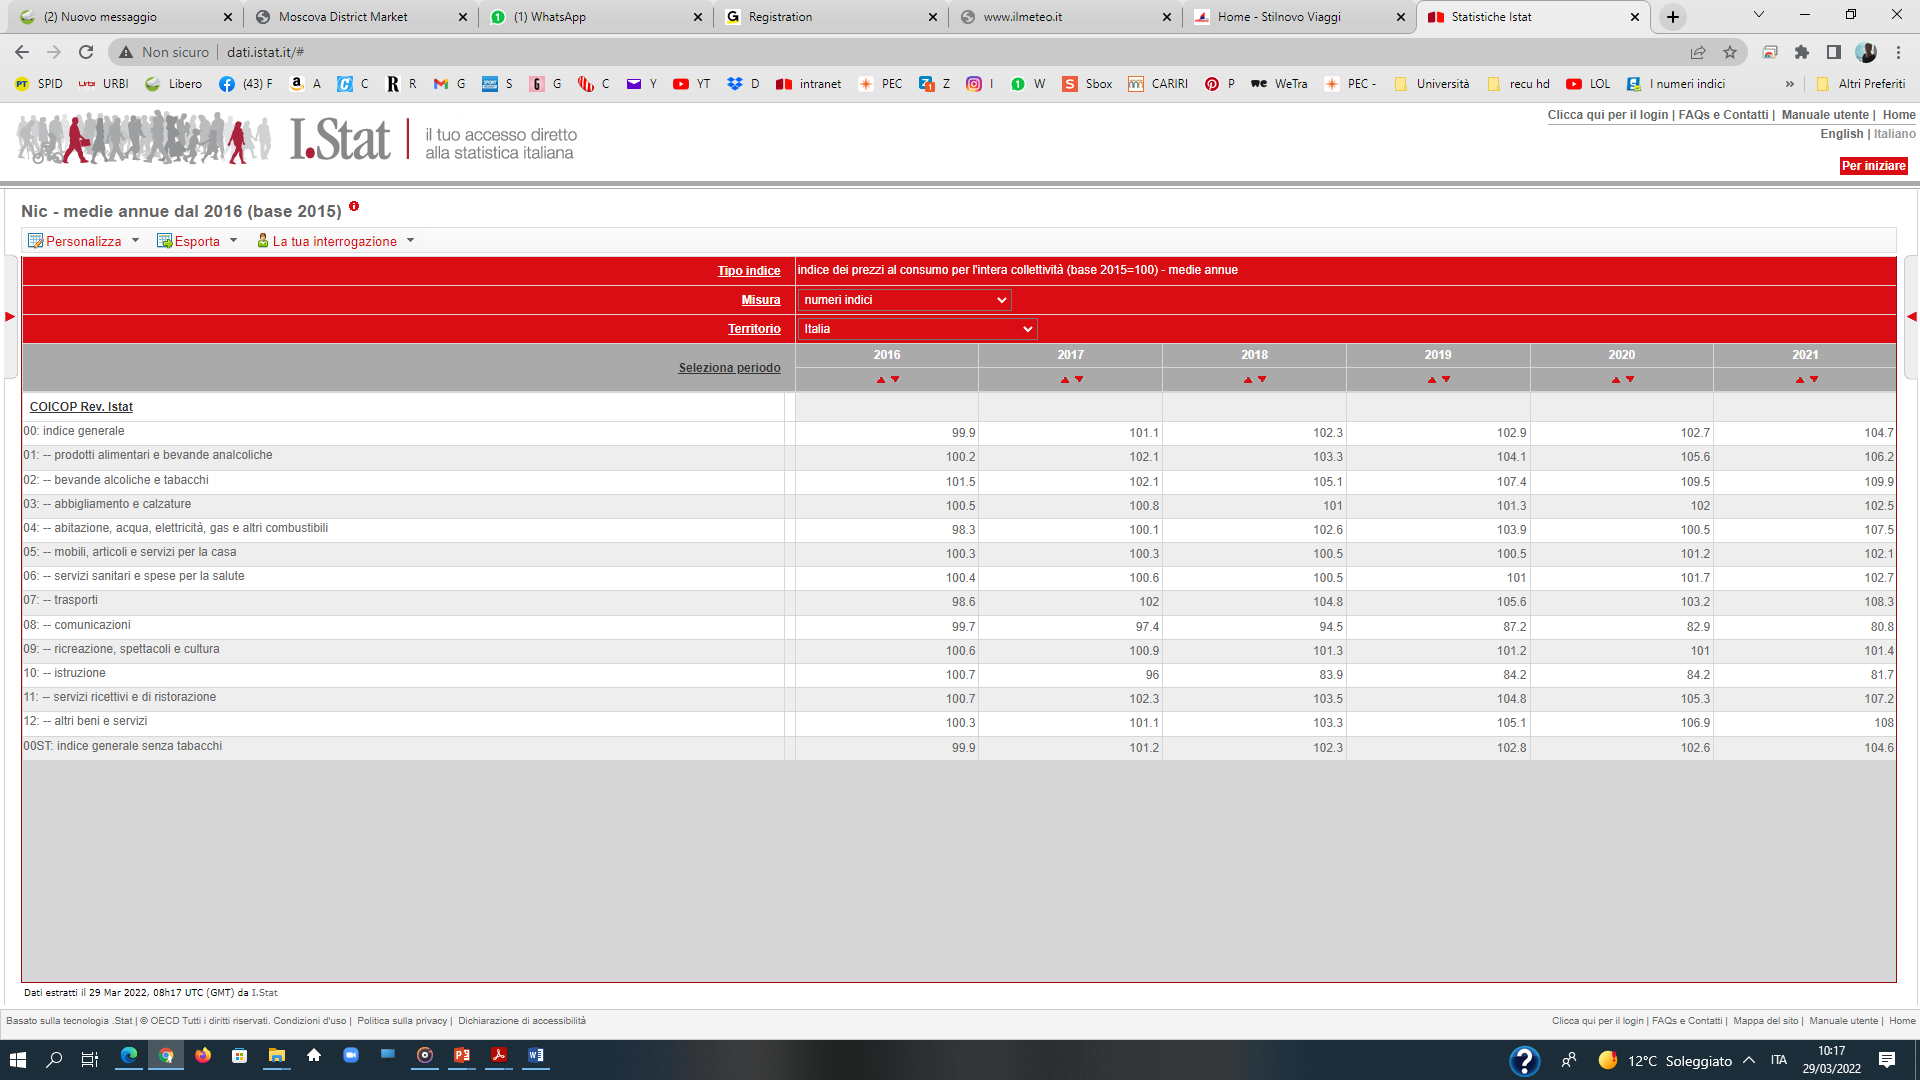 (2) Nuovo messaggio
Moscova District Market
(1) WhatsApp
Registration
www.ilmeteo.it
Home - Stilnovo Viaggi
Statistiche Istat
Non sicuro | dati.istat.it/#
SPID URBI Libero (43) F A C R G S G C Y YT D intranet PEC Z I W Sbox CARIRI P WeTra PEC - Università recu hd LOL I numeri indici » Altri Preferiti
Clicca qui per il login | FAQs e Contatti | Manuale utente | Home
English | Italiano
I.Stat
il tuo accesso diretto
alla statistica italiana
Per iniziare
Nic - medie annue dal 2016 (base 2015)
Personalizza Esporta La tua interrogazione
Tipo indice indice dei prezzi al consumo per l'intera collettività (base 2015=100) - medie annue
Misura numeri indici
Territorio Italia
Seleziona periodo 2016 2017 2018 2019 2020 2021
COICOP Rev. Istat
00: indice generale 99.9 101.1 102.3 102.9 102.7 104.7
01: -- prodotti alimentari e bevande analcoliche 100.2 102.1 103.3 104.1 105.6 106.2
02: -- bevande alcoliche e tabacchi 101.5 102.1 105.1 107.4 109.5 109.9
03: -- abbigliamento e calzature 100.5 100.8 101 101.3 102 102.5
04: -- abitazione, acqua, elettricità, gas e altri combustibili 98.3 100.1 102.6 103.9 100.5 107.5
05: -- mobili, articoli e servizi per la casa 100.3 100.3 100.5 100.5 101.2 102.1
06: -- servizi sanitari e spese per la salute 100.4 100.6 100.5 101 101.7 102.7
07: -- trasporti 98.6 102 104.8 105.6 103.2 108.3
08: -- comunicazioni 99.7 97.4 94.5 87.2 82.9 80.8
09: -- ricreazione, spettacoli e cultura 100.6 100.9 101.3 101.2 101 101.4
10: -- istruzione 100.7 96 83.9 84.2 84.2 81.7
11: -- servizi ricettivi e di ristorazione 100.7 102.3 103.5 104.8 105.3 107.2
12: -- altri beni e servizi 100.3 101.1 103.3 105.1 106.9 108
00ST: indice generale senza tabacchi 99.9 101.2 102.3 102.8 102.6 104.6
Dati estratti il 29 Mar 2022, 08h17 UTC (GMT) da I.Stat
Basato sulla tecnologia .Stat | © OECD Tutti i diritti riservati. Condizioni d'uso | Politica sulla privacy | Dichiarazione di accessibilità
Clicca qui per il login | FAQs e Contatti | Mappa del sito | Manuale utente | Home
12°C Soleggiato ITA 10:17
29/03/2022